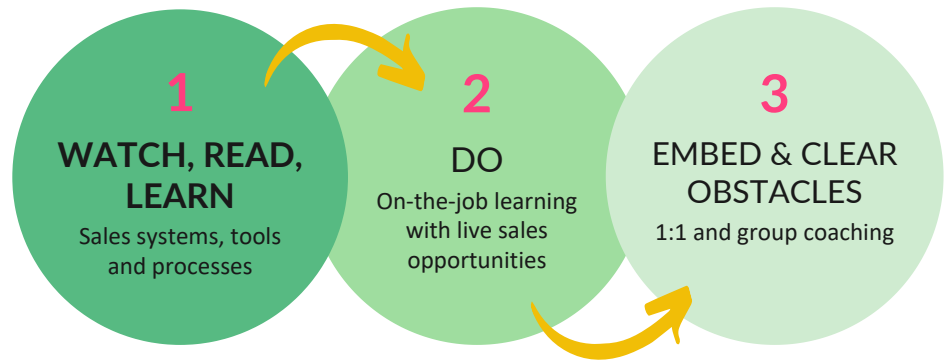 1
WATCH, READ,
LEARN
Sales systems, tools
and processes
2
DO
On-the-job learning
with live sales
opportunities
3
EMBED & CLEAR
OBSTACLES
1:1 and group coaching